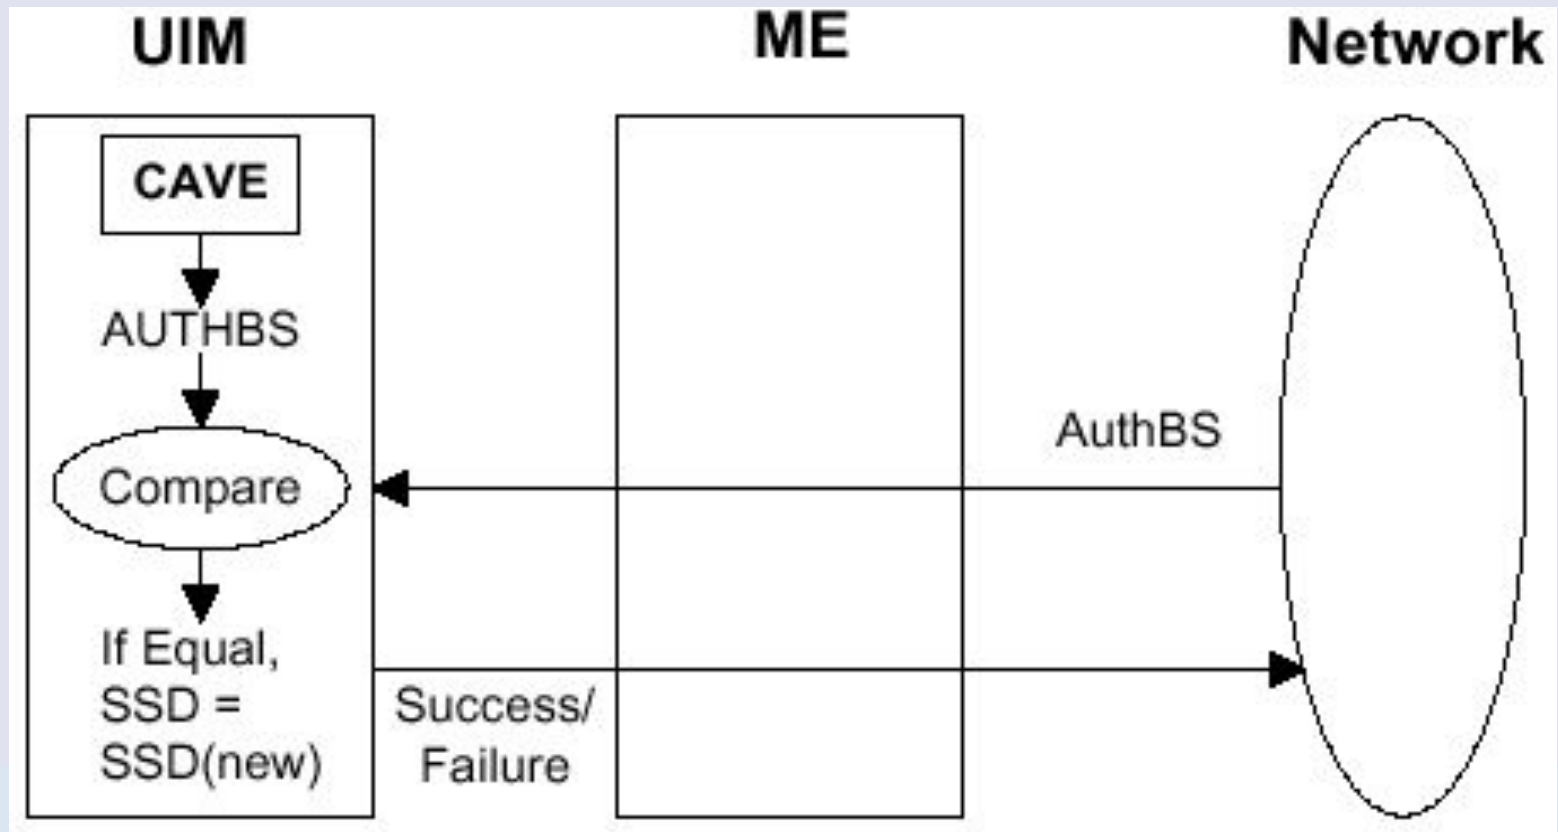 UIM
ME
Network
CAVE
AUTHBS
Compare
AuthBS
If Equal,
SSD =
SSD(new)
Success/
Failure